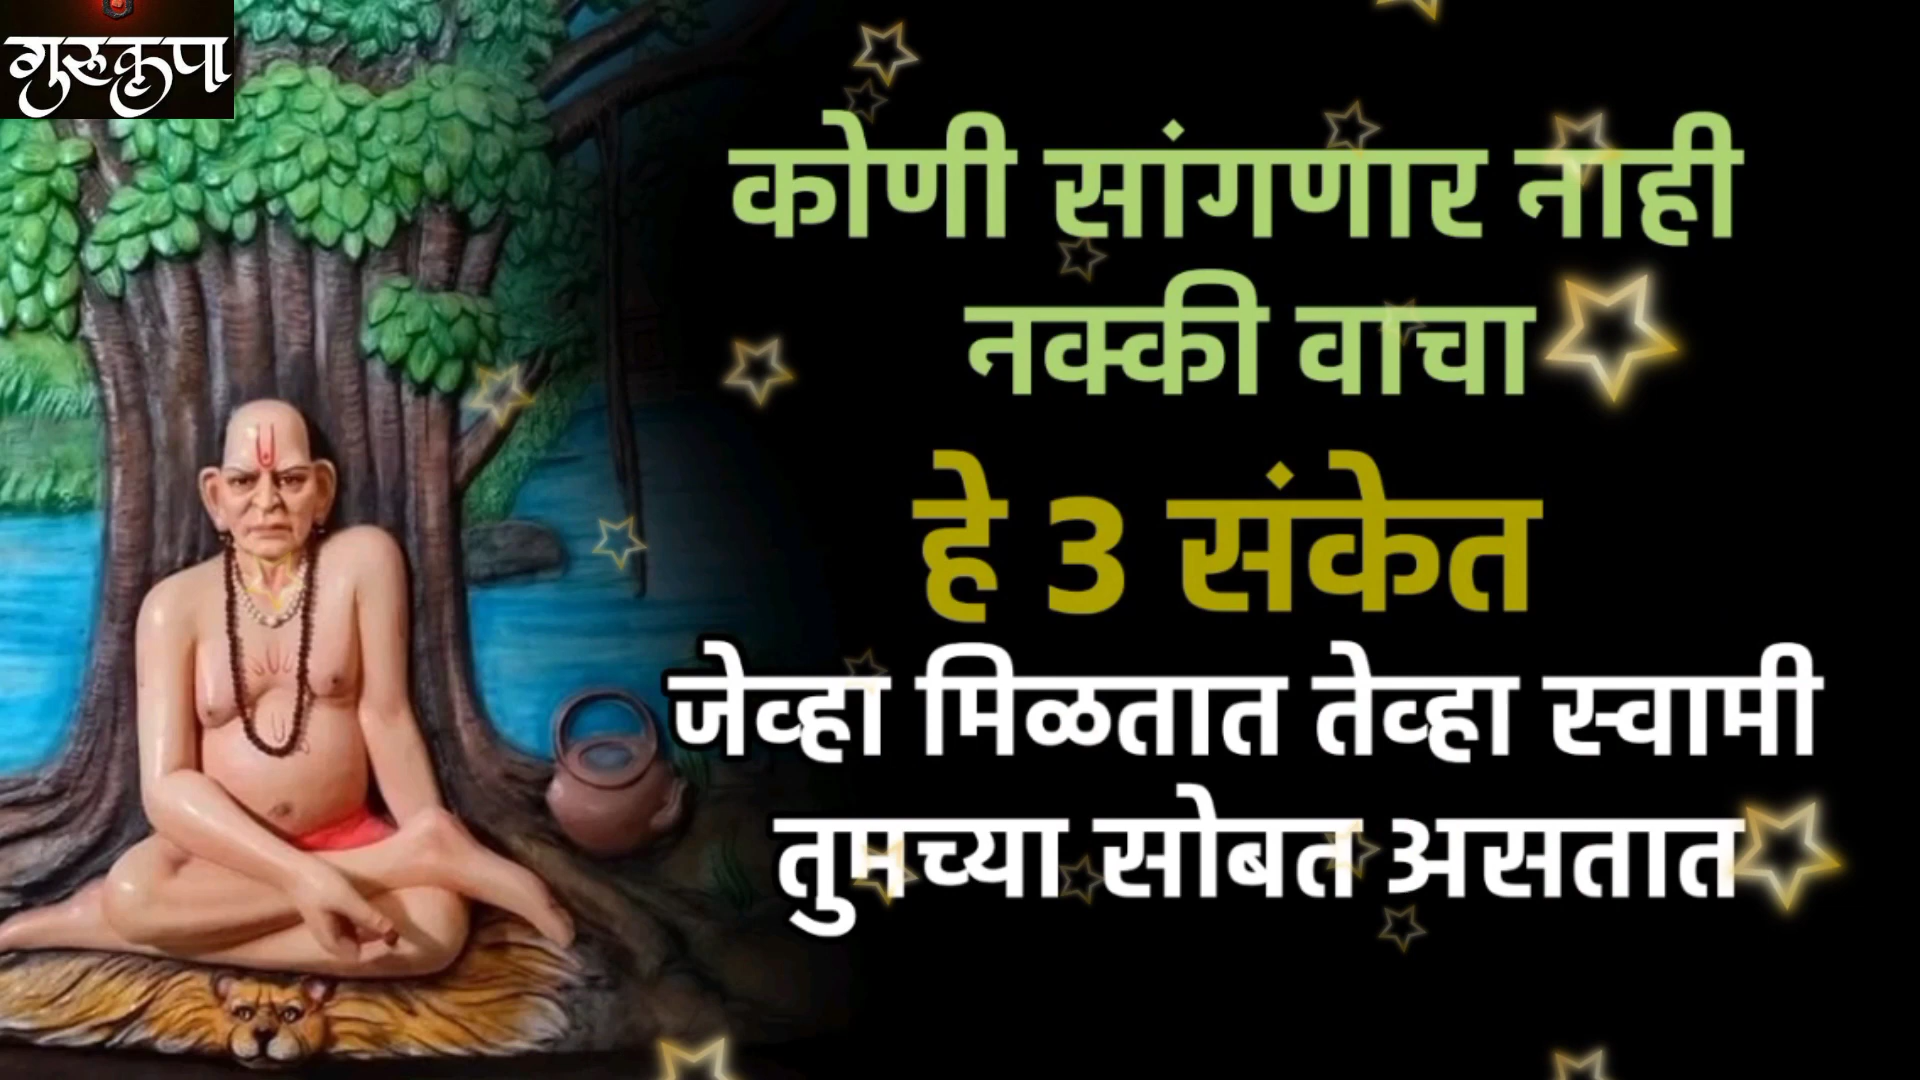 गुरुकृपा
कोणी सांगणार नाही
नक्की वाचा
हे 3 संकेत
जेव्हा मिळतात तेव्हा स्वामी
तुमच्या सोबत असतात